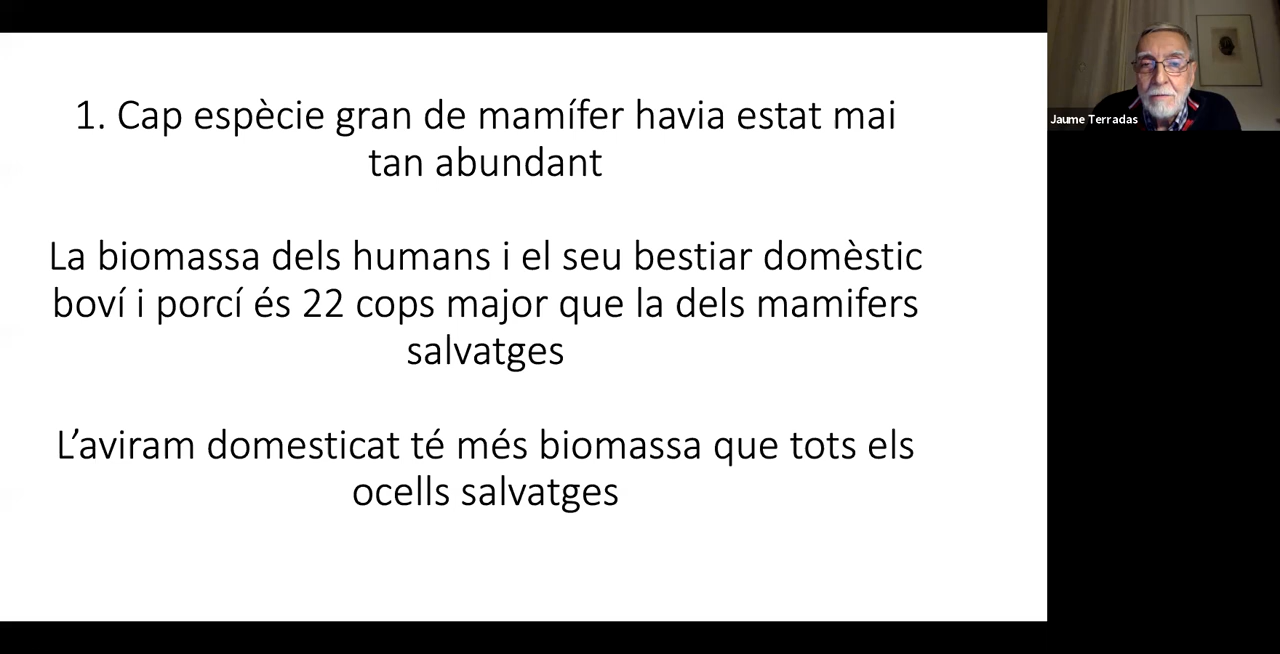 1. Cap espècie gran de mamífer havia estat mai
tan abundant
La biomassa dels humans i el seu bestiar domèstic
boví i porcí és 22 cops major que la dels mamifers
salvatges
L’aviram domesticat té més biomassa que tots els
ocells salvatges
Jaume Terradas